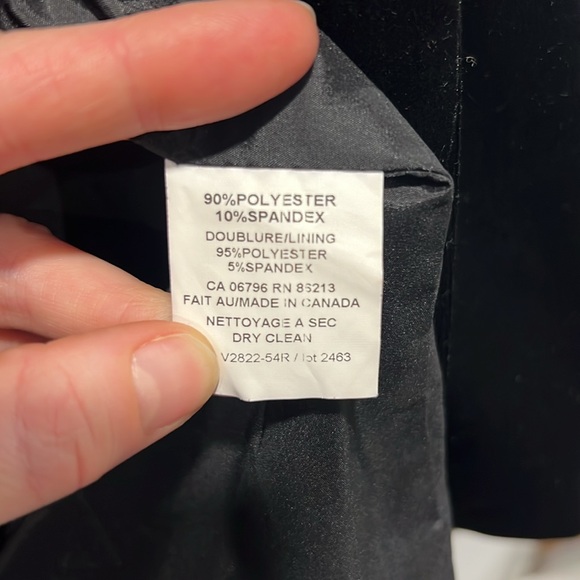 90%POLYESTER
10%SPANDEX
DOUBLURE/LINING
95%POLYESTER
5%SPANDEX
CA 06796 RN 86213
FAIT AU/MADE IN CANADA
NETTOYAGE A SEC
DRY CLEAN
V2822-54R / lot 2463